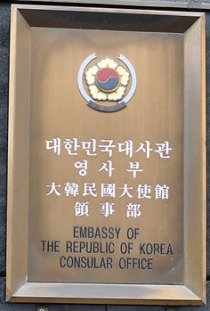 대한민국대사관
영사부
大韓民國大使館
領事部
EMBASSY OF
THE REPUBLIC OF KOREA
CONSULAR OFFICE